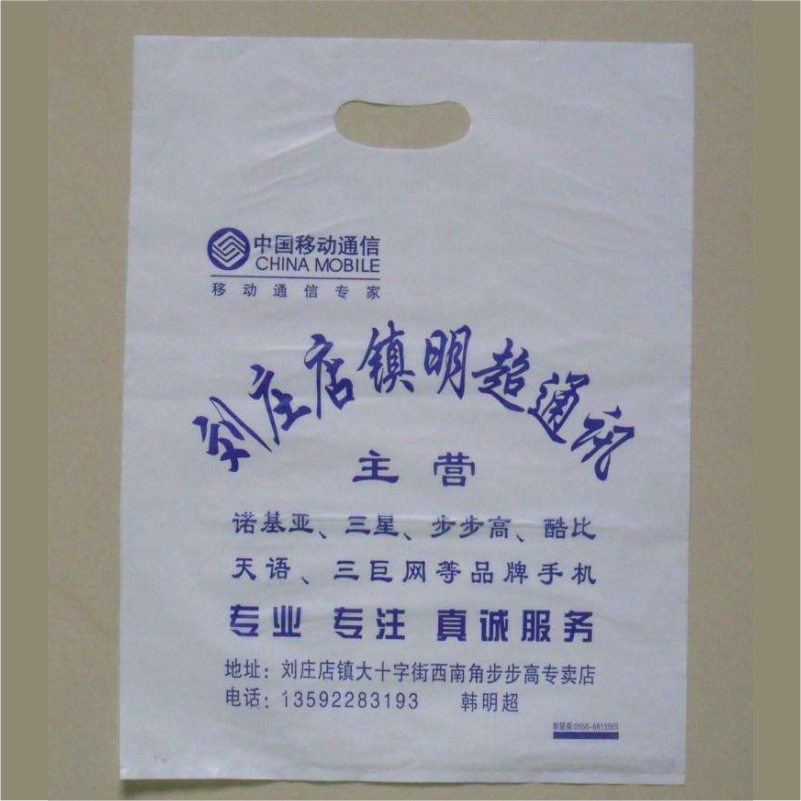 中国移动通信
CHINA MOBILE
移动通信专家
刘庄店镇明超通讯
主营
诺基亚、三星、步步高、酷比
天语、三巨网等品牌手机
专业 专注 真诚服务
地址：刘庄店镇大十字街西南角步步高专卖店
电话：13592283193 韩明超